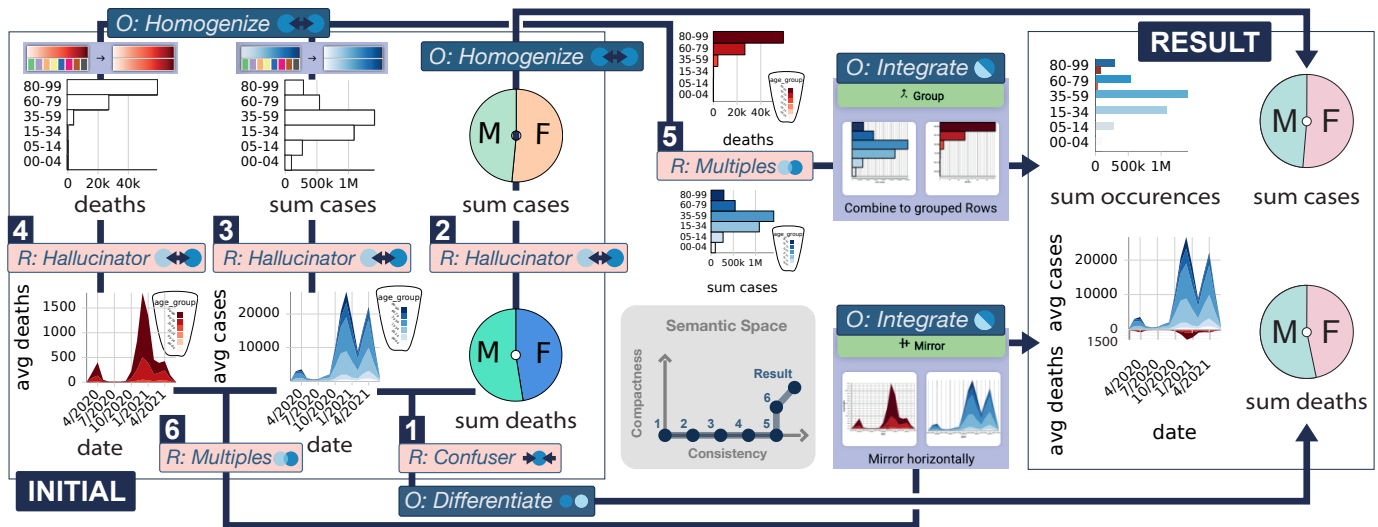 O: Homogenize
O: Homogenize
80-99
60-79
35-59
15-34
05-14
00-04
0 20k 40k
deaths
80-99
60-79
35-59
15-34
05-14
00-04
0 500k 1M
sum cases
M F
sum cases
4
R: Hallucinator
3
R: Hallucinator
2
R: Hallucinator
avg deaths
1500
1000
500
0
age_group
4/2020
7/2020
10/2020
1/2021
4/2021
date
avg cases
20000
10000
age_group
4/2020
7/2020
10/2020
1/2021
4/2021
date
M F
sum deaths
6
R: Multiples
1
R: Confuser
INITIAL
O: Differentiate
80-99
60-79
35-59
15-34
05-14
00-04
age_group
0 20k 40k
deaths
5
R: Multiples
80-99
60-79
35-59
15-34
05-14
00-04
age_group
0 500k 1M
sum cases
Semantic Space
Compactness
Result
6
1 2 3 4 5
Consistency
O: Integrate
Group
Combine to grouped Rows
O: Integrate
Mirror
Mirror horizontally
RESULT
80-99
60-79
35-59
15-34
05-14
00-04
0 500k 1M
sum occurences
M F
sum cases
avg cases
20000
10000
1500
avg deaths
4/2020
7/2020
10/2020
1/2021
4/2021
date
M F
sum deaths